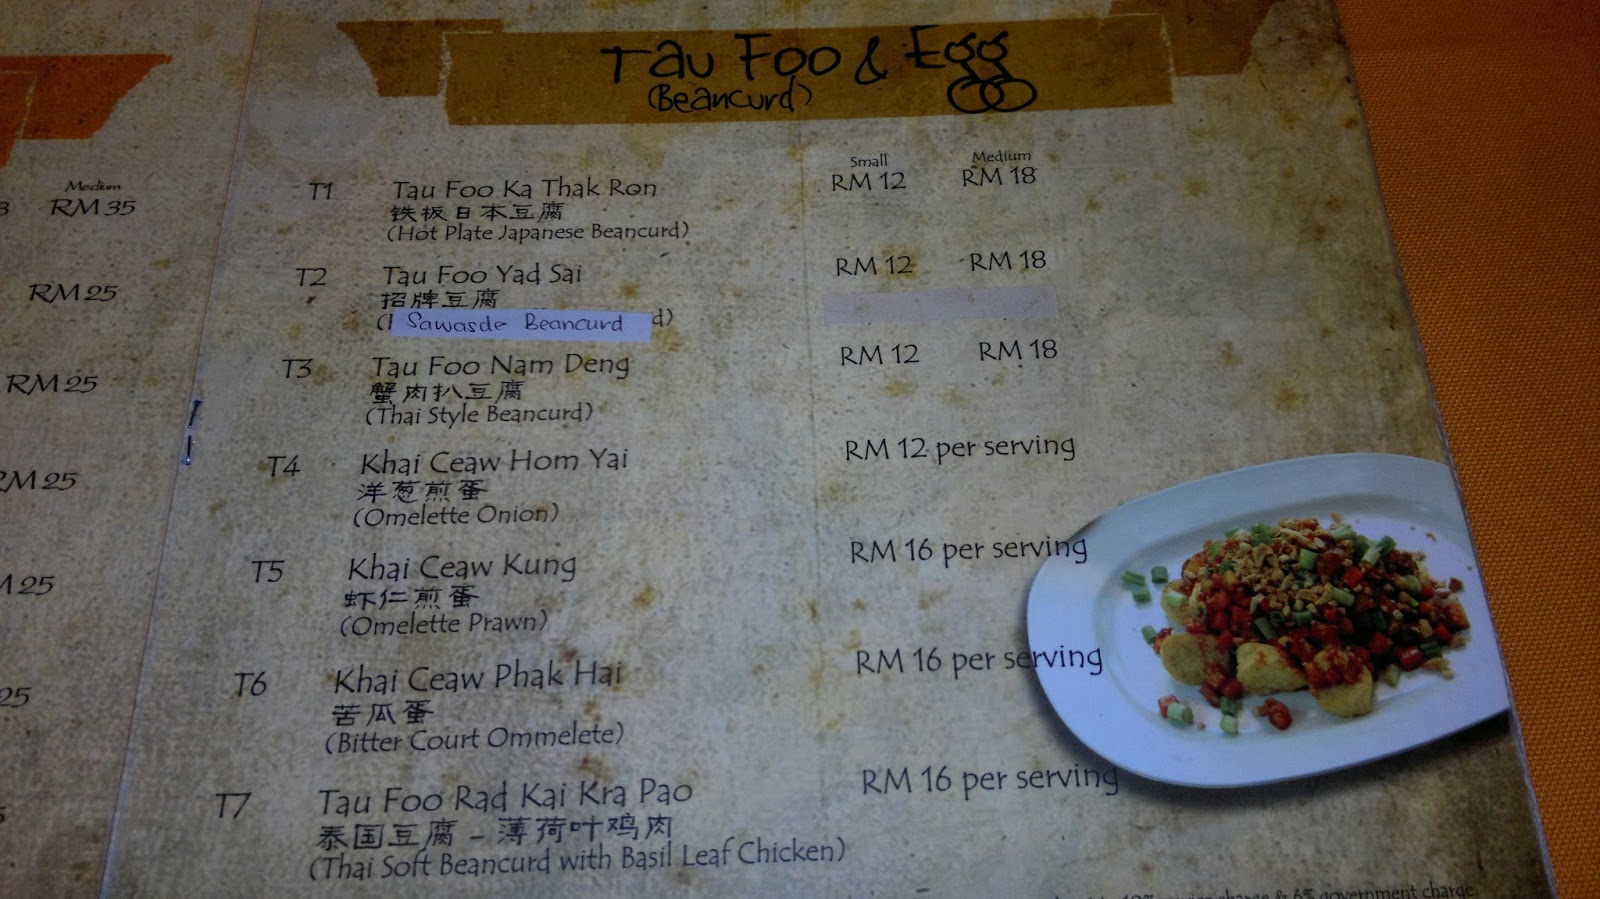 Tau Foo & Egg
(Beancurd)
Small Medium
T1 Tau Foo Ka Thak Ron RM 12 RM 18
铁板日本豆腐
(Hot Plate Japanese Beancurd)
T2 Tau Foo Yad Sai RM 12 RM 18
招牌豆腐
Sawasde Beancurd
T3 Tau Foo Nam Deng RM 12 RM 18
蟹肉扒豆腐
(Thai Style Beancurd)
T4 Khai Ceaw Hom Yai RM 12 per serving
洋葱煎蛋
(Omelette Onion)
T5 Khai Ceaw Kung RM 16 per serving
虾仁煎蛋
(Omelette Prawn)
T6 Khai Ceaw Phak Hai RM 16 per serving
苦瓜蛋
(Bitter Court Ommelete)
T7 Tau Foo Rad Kai Kra Pao RM 16 per serving
泰国豆腐 - 薄荷叶鸡肉
(Thai Soft Beancurd with Basil Leaf Chicken)
10% service charge & 6% government charge
Medium
RM 35
RM 25
RM 25
RM 25
25
25